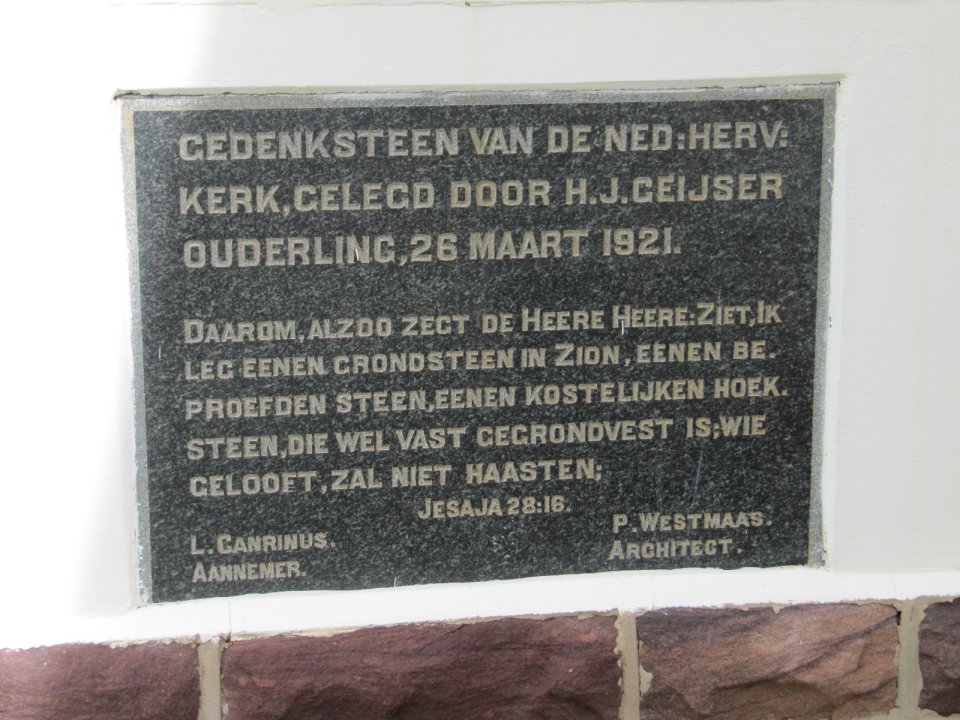 GEDENKSTEEN VAN DE NED:HERV:
KERK, GELEGD DOOR H.J.GEIJSER
OUDERLING, 26 MAART 1921.
DAAROM, ALZOO ZEGT DE HEERE HEERE: ZIET, IK
LEG EENEN GRONDSTEEN IN ZION, EENEN BE.
PROEFDEN STEEN, EENEN KOSTELIJKEN HOEK.
STEEN, DIE WEL VAST GEGRONDVEST IS; WIE
GELOOFT, ZAL NIET HAASTEN;
JESAJA 28:16.
L. CANRINUS.
AANNEMER.
P. WESTMAAS.
ARCHITECT.